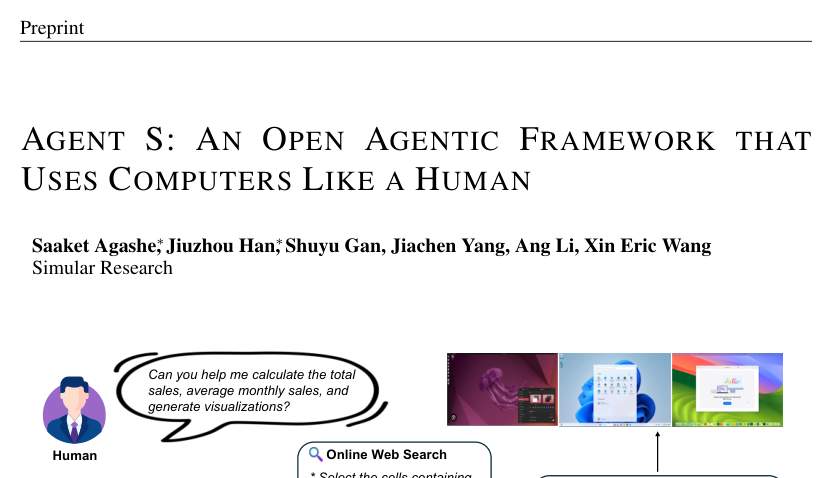 Preprint
AGENT S: AN OPEN AGENTIC FRAMEWORK THAT
USES COMPUTERS LIKE A HUMAN
Saaket Agashe,* Jiuzhou Han,* Shuyu Gan, Jiachen Yang, Ang Li, Xin Eric Wang
Simular Research
Can you help me calculate the total
sales, average monthly sales, and
generate visualizations?
Human
Online Web Search
* Select the cells containing